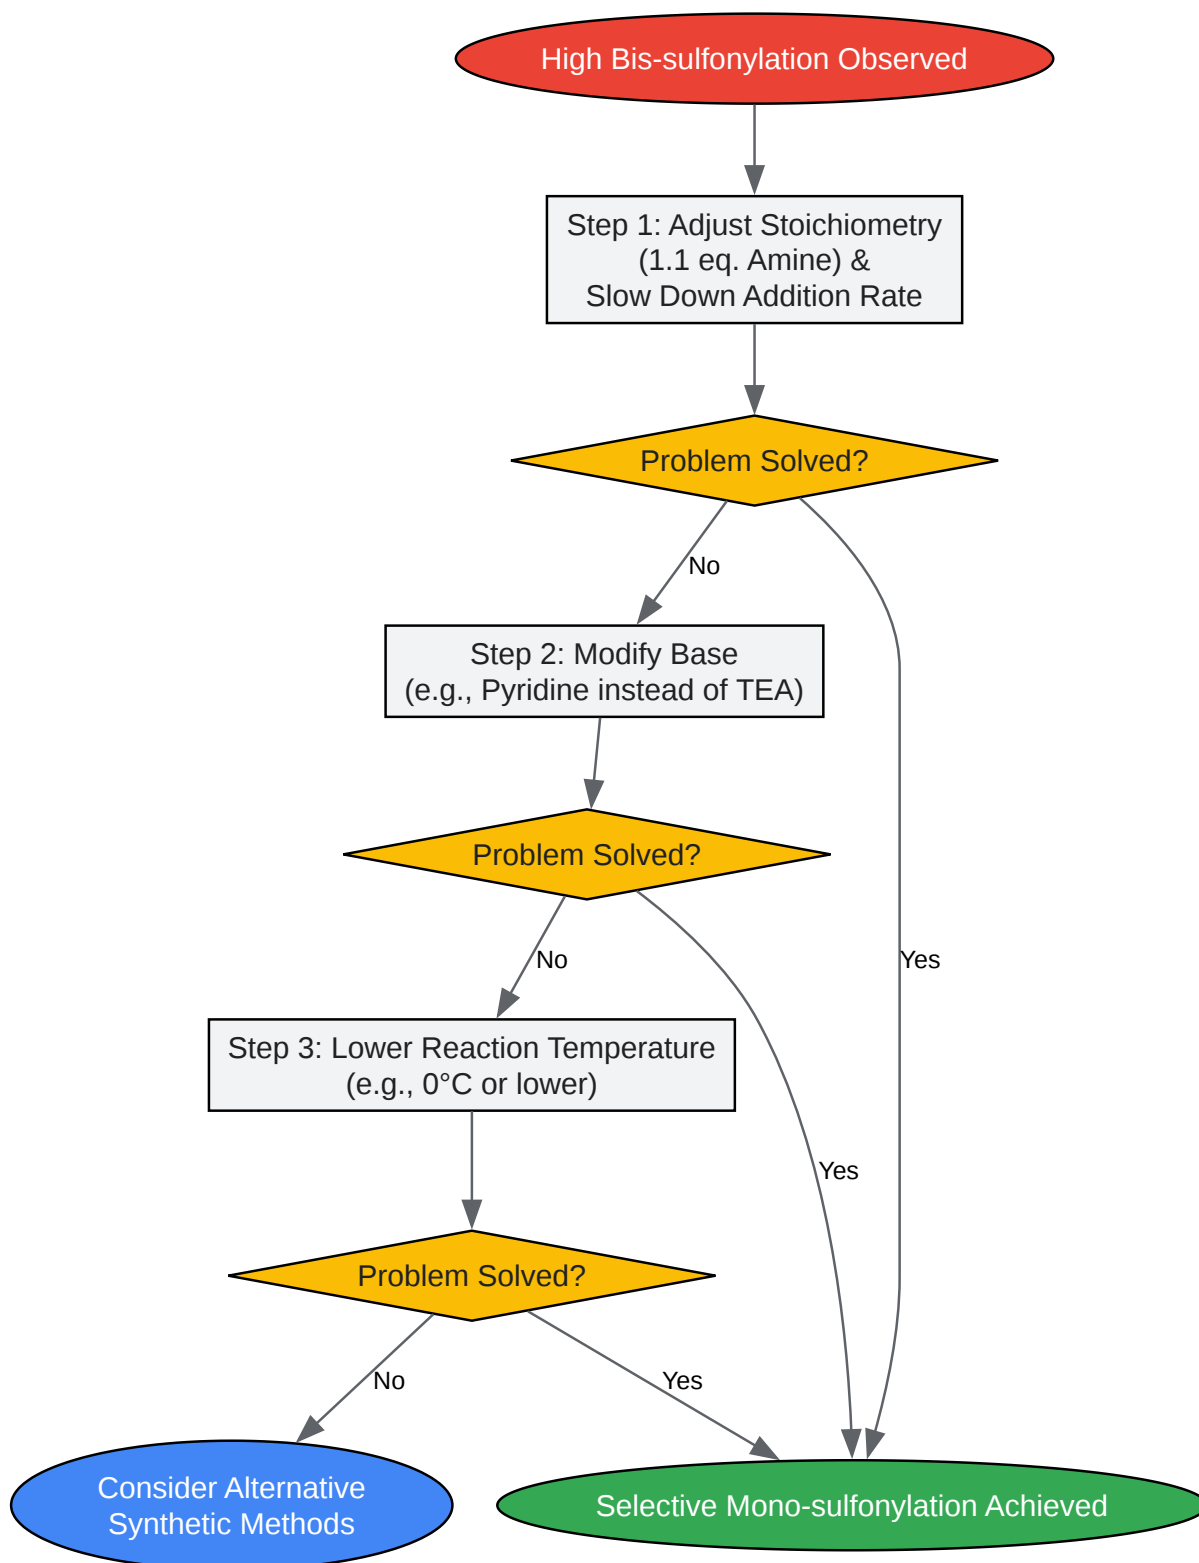 High Bis-sulfonylation Observed
Step 1: Adjust Stoichiometry
(1.1 eq. Amine) &
Slow Down Addition Rate
Problem Solved?
No
Step 2: Modify Base
(e.g., Pyridine instead of TEA)
Problem Solved?
No
Yes
Step 3: Lower Reaction Temperature
(e.g., 0°C or lower)
Yes
Problem Solved?
No
Yes
Consider Alternative
Synthetic Methods
Selective Mono-sulfonylation Achieved